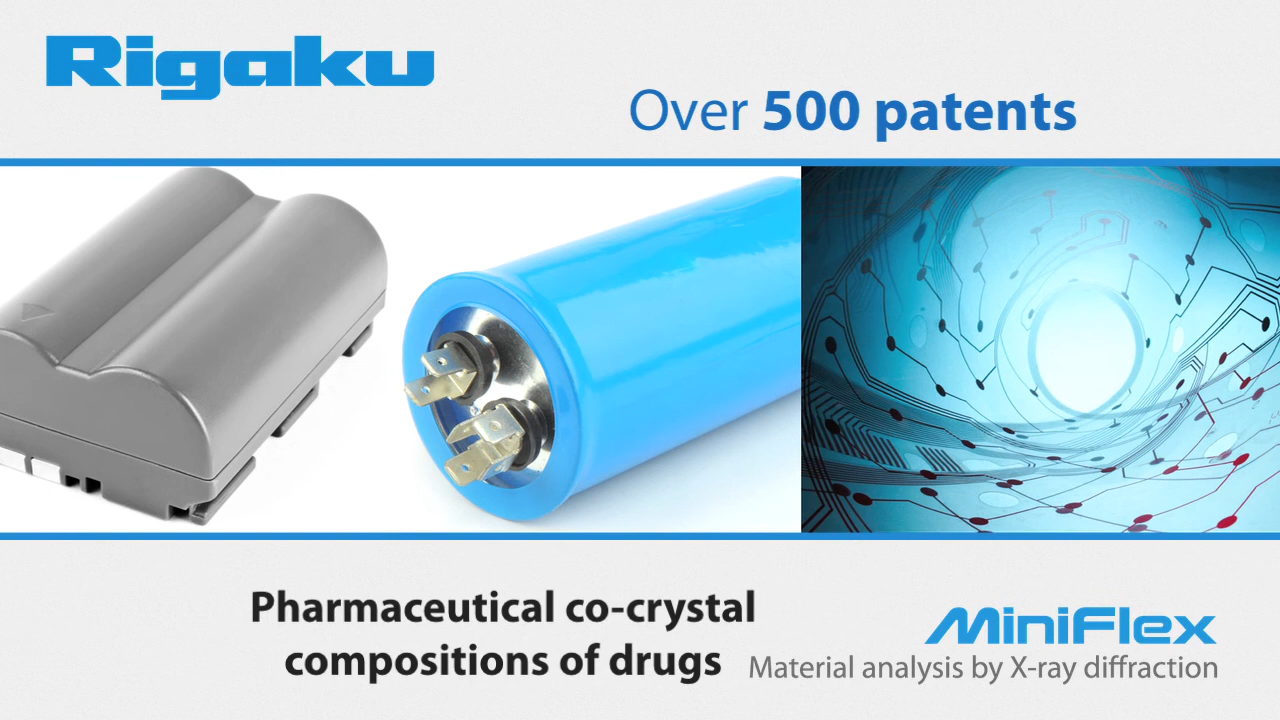 Rigaku
Over 500 patents
Pharmaceutical co-crystal
compositions of drugs
MiniFlex
Material analysis by X-ray diffraction